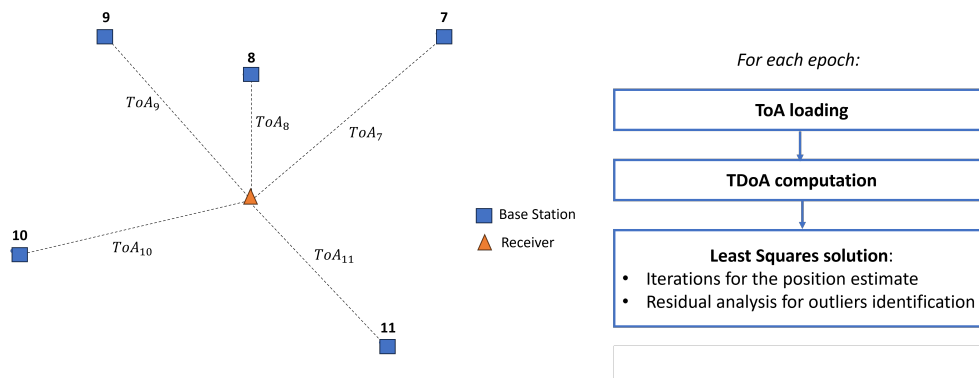 9
7
8
ToA₉
ToA₈
ToA₇
10
ToA₁₀
ToA₁₁
11
Base Station
Receiver
For each epoch:
ToA loading
TDoA computation
Least Squares solution:
• Iterations for the position estimate
• Residual analysis for outliers identification